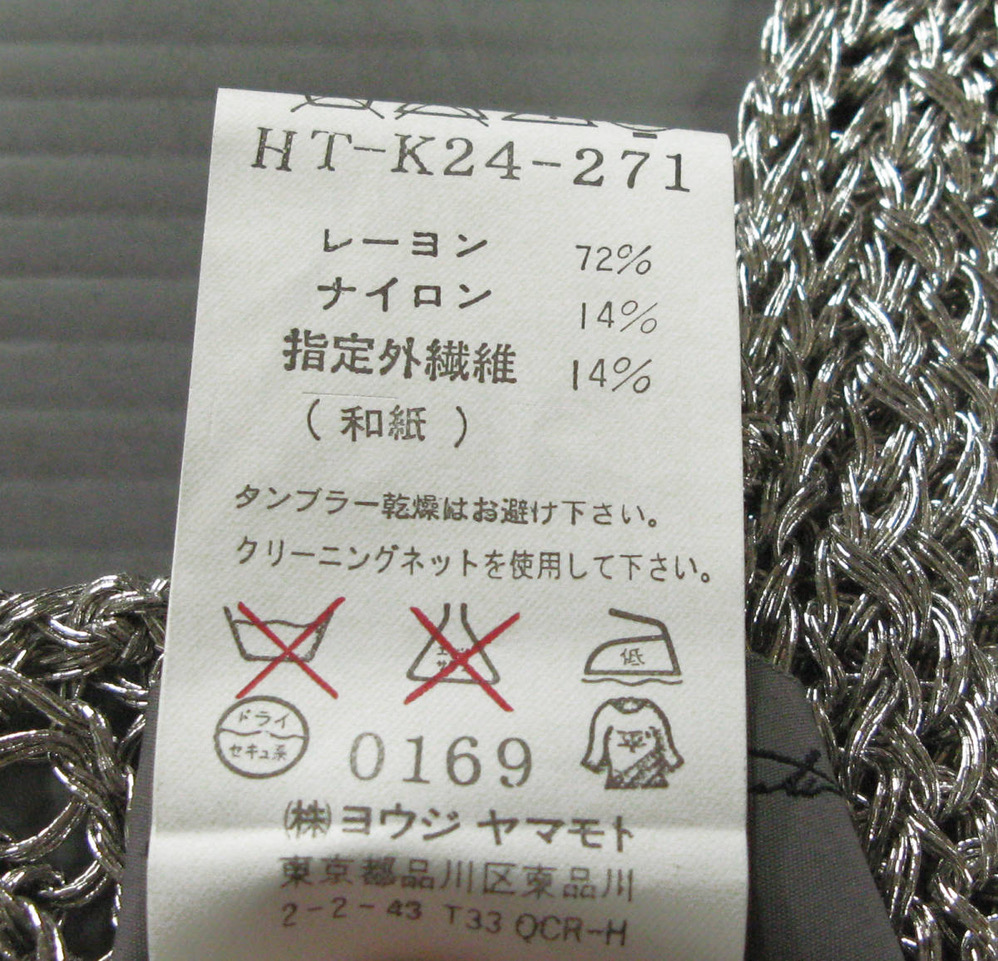 HT-K24-271
レーヨン 72%
ナイロン 14%
指定外繊維 14%
(和紙)
タンブラー乾燥はお避け下さい。
クリーニングネットを使用して下さい。
低
ドライ
セキュ系
平
0169
(株)ヨウジ ヤマモト
東京都品川区東品川
2-2-43 T33 QCR-H